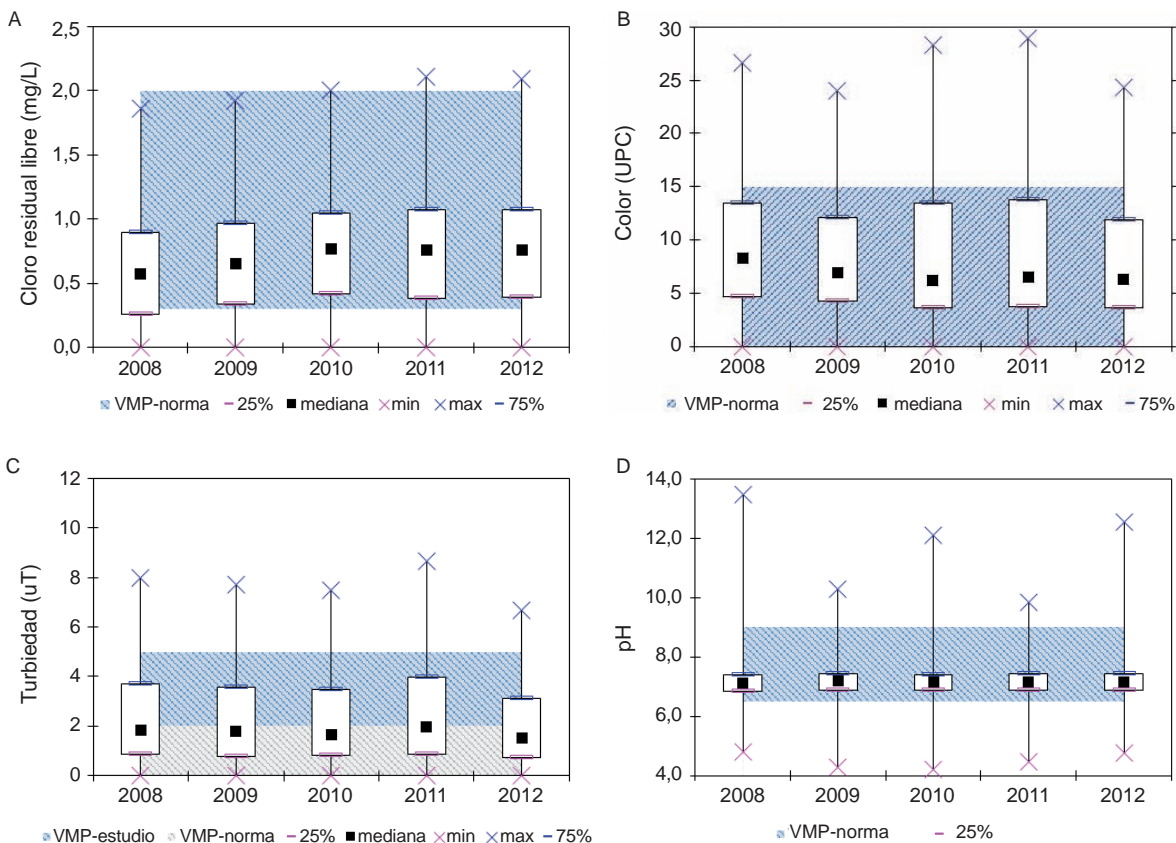 A
Cloro residual libre (mg/L)
2,5
2,0
1,5
1,0
0,5
0,0
2008 2009 2010 2011 2012
VMP-norma 25% mediana min max 75%
B
Color (UPC)
30
25
20
15
10
5
0
2008 2009 2010 2011 2012
VMP-norma 25% mediana min max 75%
C
Turbiedad (uT)
12
10
8
6
4
2
0
2008 2009 2010 2011 2012
VMP-estudio VMP-norma 25% mediana min max 75%
D
pH
14,0
12,0
10,0
8,0
6,0
4,0
2008 2009 2010 2011 2012
VMP-norma 25%